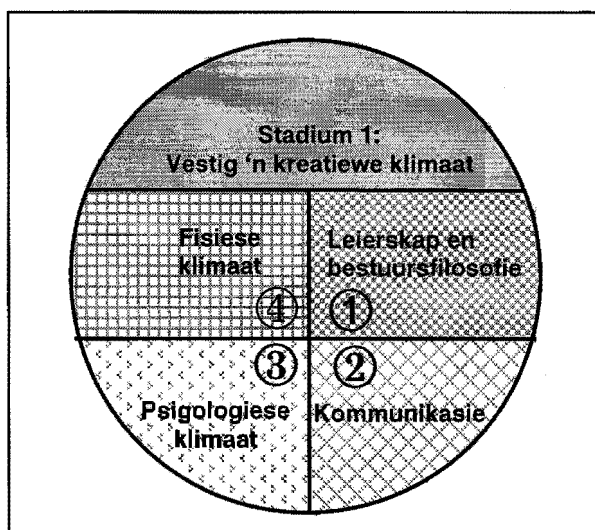 Stadium 1:
Vestig 'n kreatiewe klimaat
Fisiese
klimaat
④
Leierskap en
bestuursfilosofie
①
③
Psigologiese
klimaat
②
Kommunikasie